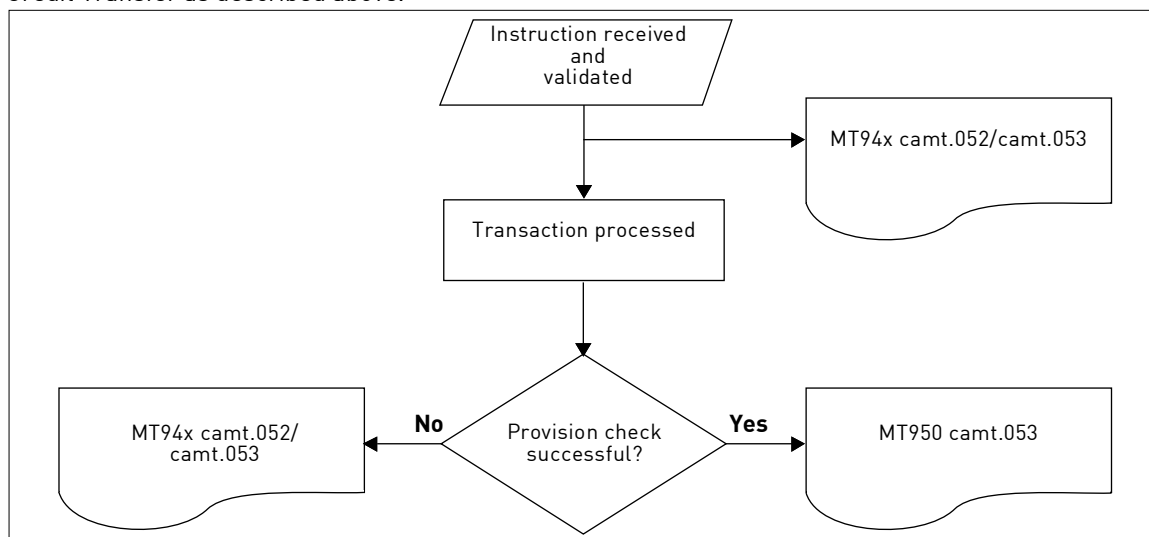 Credit Transfer as described above.
Instruction received
and
validated
MT94x camt.052/camt.053
Transaction processed
No
Yes
MT94x camt.052/
camt.053
Provision check
successful?
MT950 camt.053